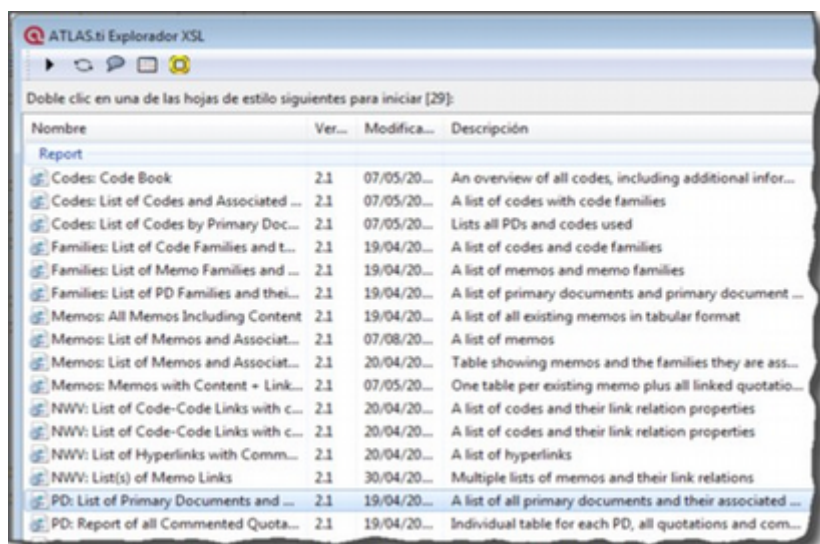 ATLAS.ti Explorador XSL
Doble clic en una de las hojas de estilo siguientes para iniciar [29]:
Nombre Ver... Modifica... Descripción
Report
Codes: Code Book 2.1 07/05/20... An overview of all codes, including additional infor...
Codes: List of Codes and Associated ... 2.1 07/05/20... A list of codes with code families
Codes: List of Codes by Primary Doc... 2.1 07/05/20... Lists all PDs and codes used
Families: List of Code Families and t... 2.1 19/04/20... A list of codes and code families
Families: List of Memo Families and ... 2.1 19/04/20... A list of memos and memo families
Families: List of PD Families and thei... 2.1 19/04/20... A list of primary documents and primary document ...
Memos: All Memos Including Content 2.1 19/04/20... A list of all existing memos in tabular format
Memos: List of Memos and Associat... 2.1 07/08/20... A list of memos
Memos: List of Memos and Associat... 2.1 20/04/20... Table showing memos and the families they are ass...
Memos: Memos with Content + Link... 2.1 07/05/20... One table per existing memo plus all linked quotatio...
NWV: List of Code-Code Links with c... 2.1 20/04/20... A list of codes and their link relation properties
NWV: List of Code-Code Links with c... 2.1 20/04/20... A list of codes and their link relation properties
NWV: List of Hyperlinks with Comm... 2.1 20/04/20... A list of hyperlinks
NWV: List(s) of Memo Links 2.1 30/04/20... Multiple lists of memos and their link relations
PD: List of Primary Documents and ... 2.1 19/04/20... A list of all primary documents and their associated ...
PD: Report of all Commented Quota... 2.1 19/04/20... Individual table for each PD, all quotations and com...